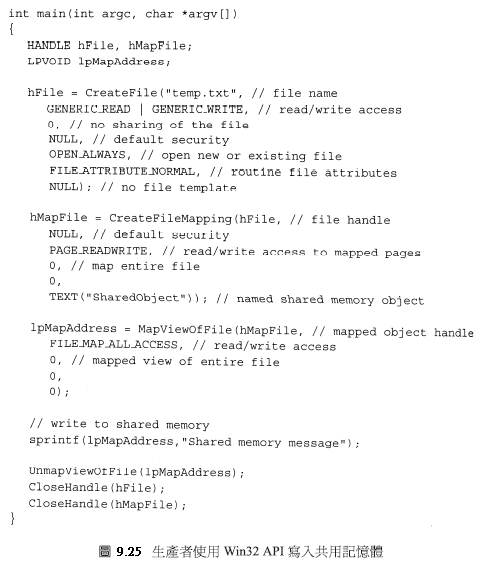 int main(int argc, char *argv[])
{
HANDLE hFile, hMapFile;
LPVOID lpMapAddress;
hFile = CreateFile("temp.txt", // file name
GENERIC_READ | GENERIC_WRITE, // read/write access
0, // no sharing of the file
NULL, // default security
OPEN_ALWAYS, // open new or existing file
FILE_ATTRIBUTE_NORMAL, // routine file attributes
NULL); // no file template
hMapFile = CreateFileMapping(hFile, // file handle
NULL, // default security
PAGE_READWRITE, // read/write access to mapped pages
0, // map entire file
0,
TEXT("SharedObject")); // named shared memory object
lpMapAddress = MapViewOfFile(hMapFile, // mapped object handle
FILE_MAP_ALL_ACCESS, // read/write access
0, // mapped view of entire file
0,
0);
// write to shared memory
sprintf(lpMapAddress,"Shared memory message");
UnmapViewOfFile(lpMapAddress);
CloseHandle(hFile);
CloseHandle(hMapFile);
}
圖 9.25 生產者使用 Win32 API 寫入共用記憶體